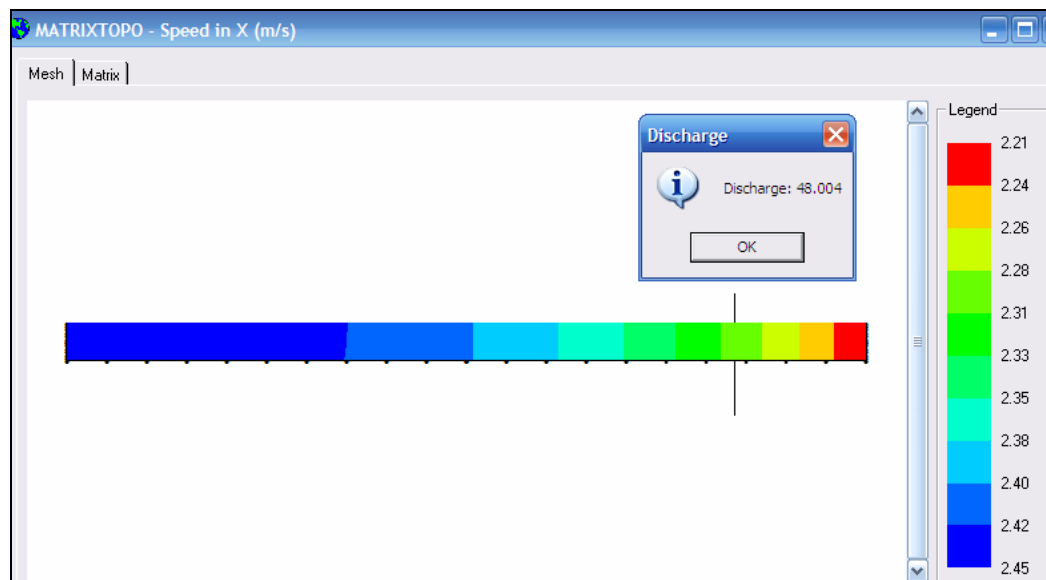 MATRIXTOPO - Speed in X (m/s)
Mesh
Matrix
Discharge
Discharge: 48.004
OK
Legend
2.21
2.24
2.26
2.28
2.31
2.33
2.35
2.38
2.40
2.42
2.45